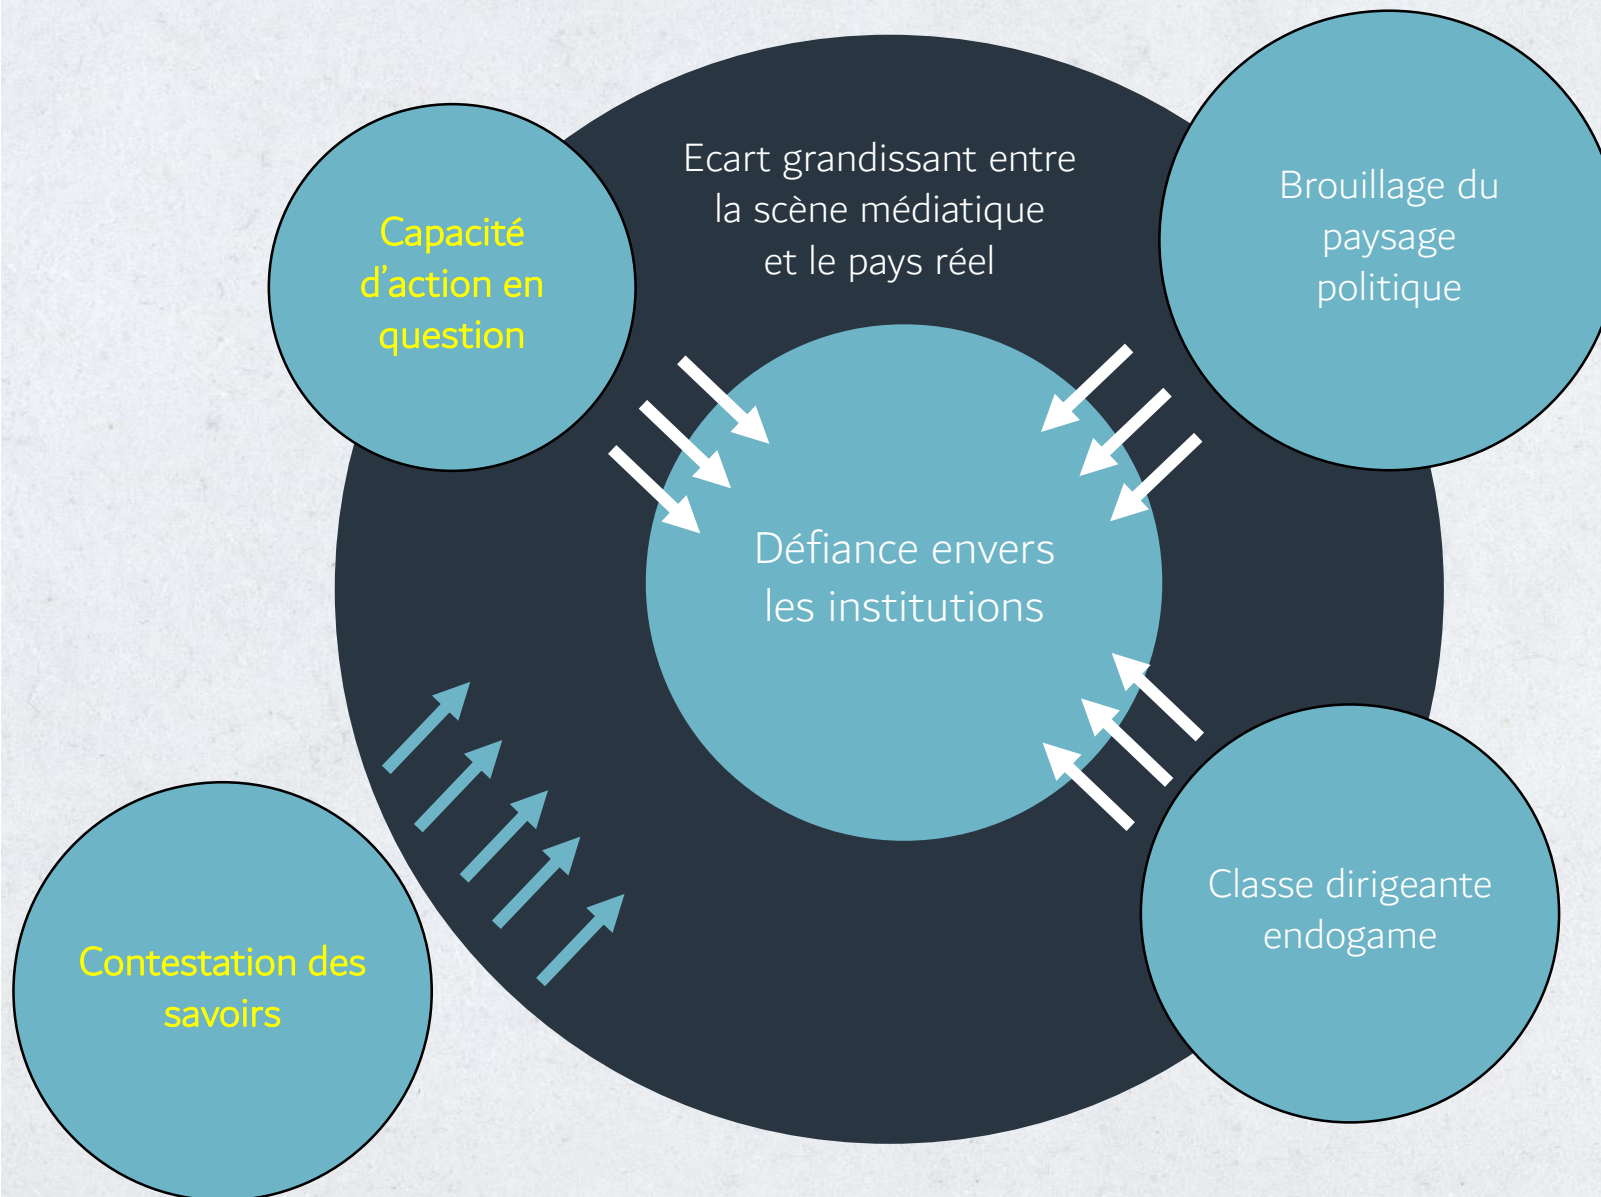 Ecart grandissant entre
la scène médiatique
et le pays réel
Capacité
d’action en
question
Brouillage du
paysage
politique
Défiance envers
les institutions
Classe dirigeante
endogame
Contestation des
savoirs